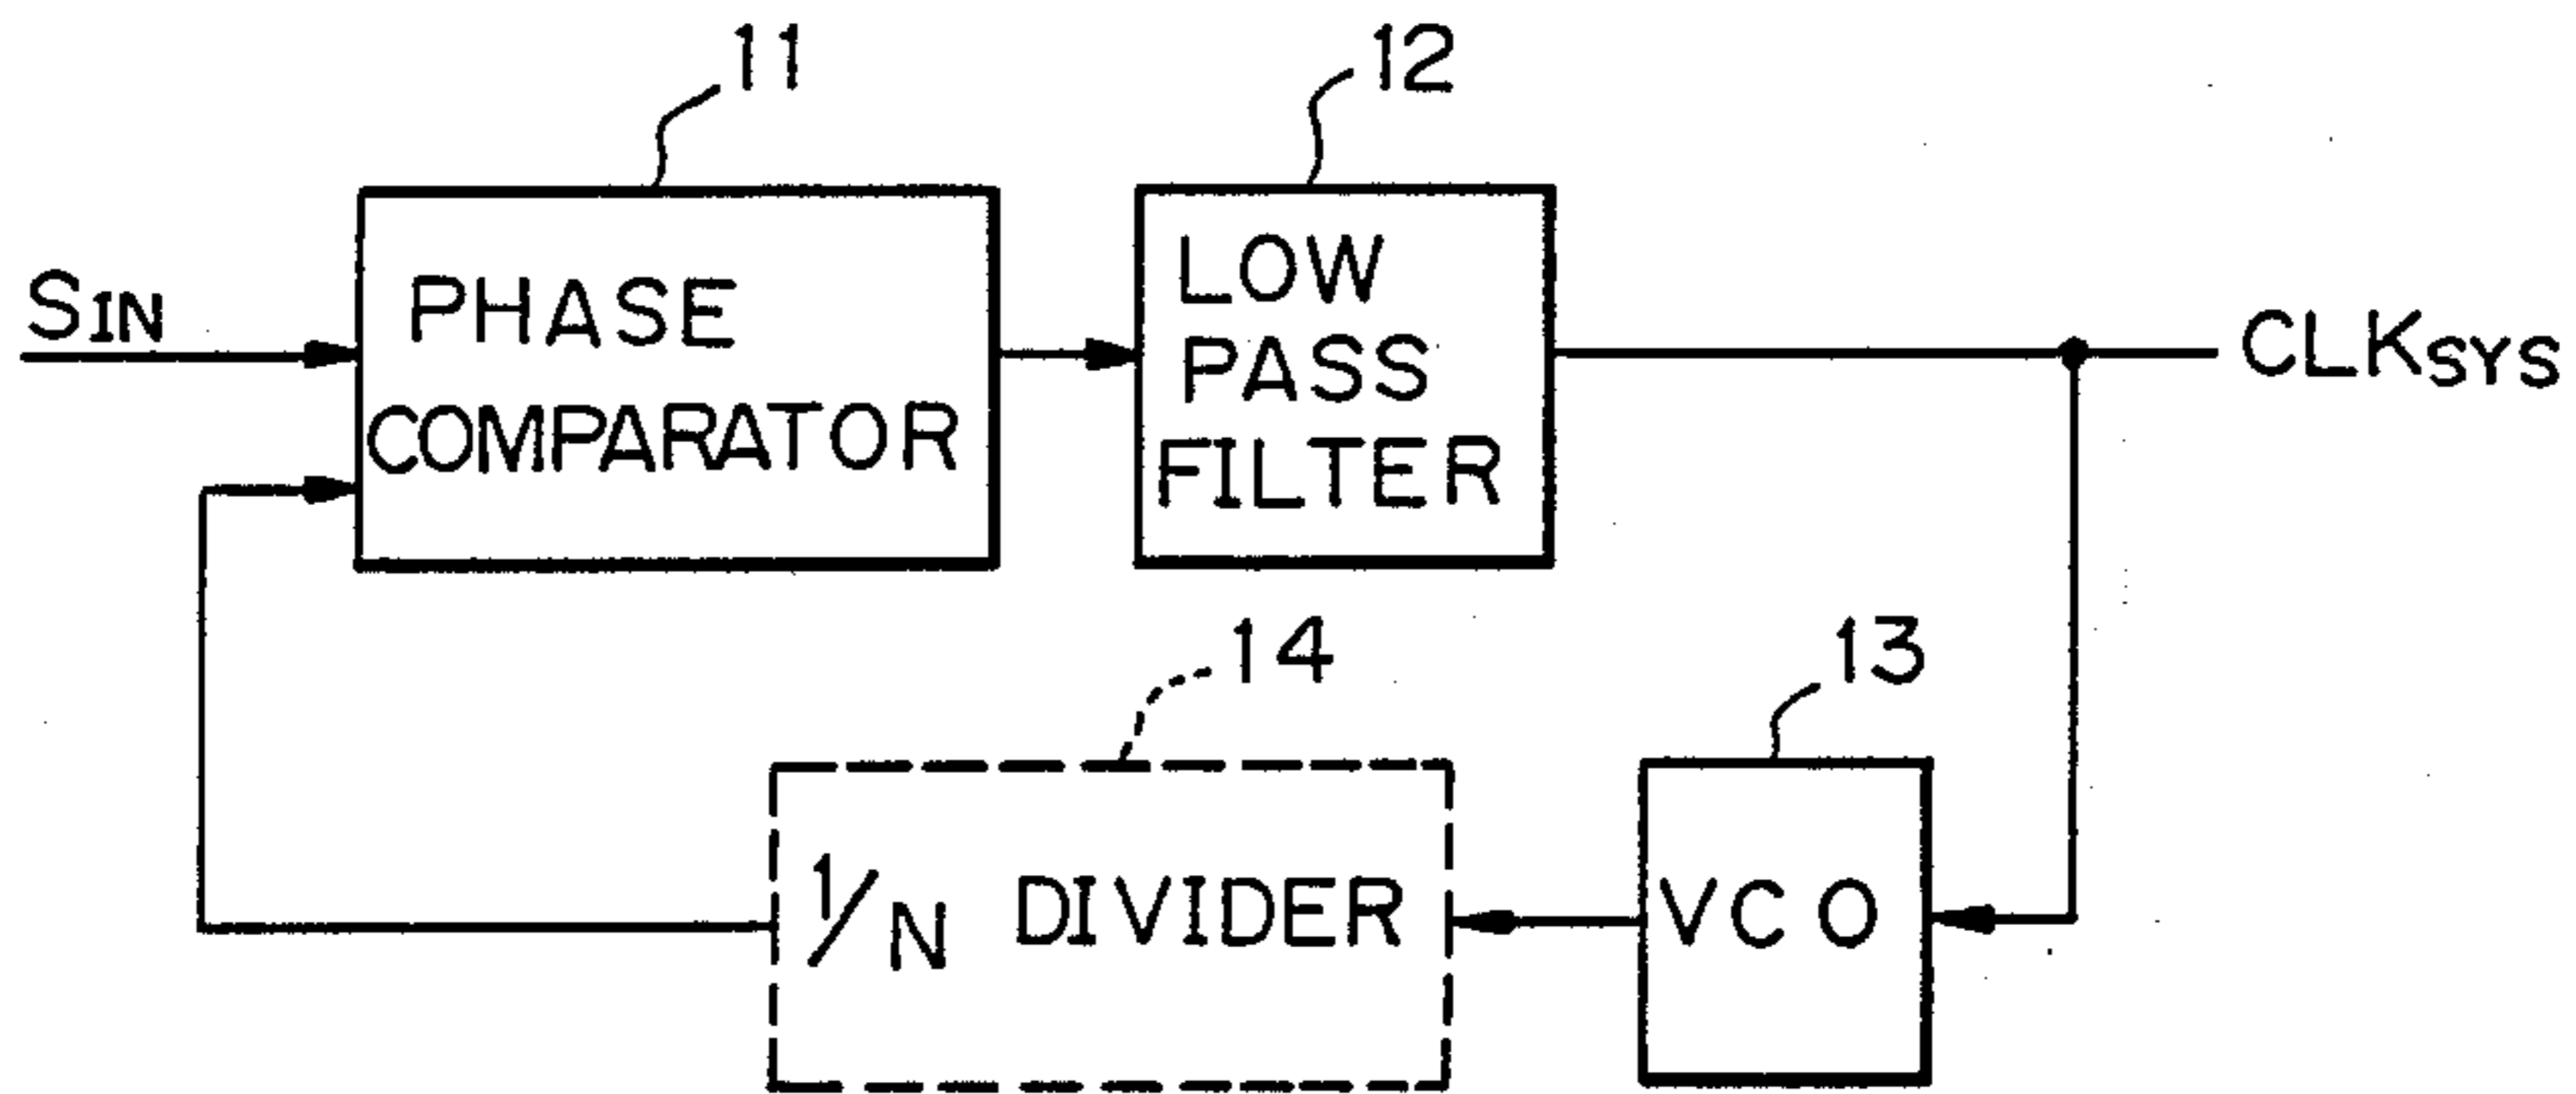 11
12
SIN
PHASE
COMPARATOR
LOW
PASS
FILTER
CLKSYS
14
13
1/N DIVIDER
VCO